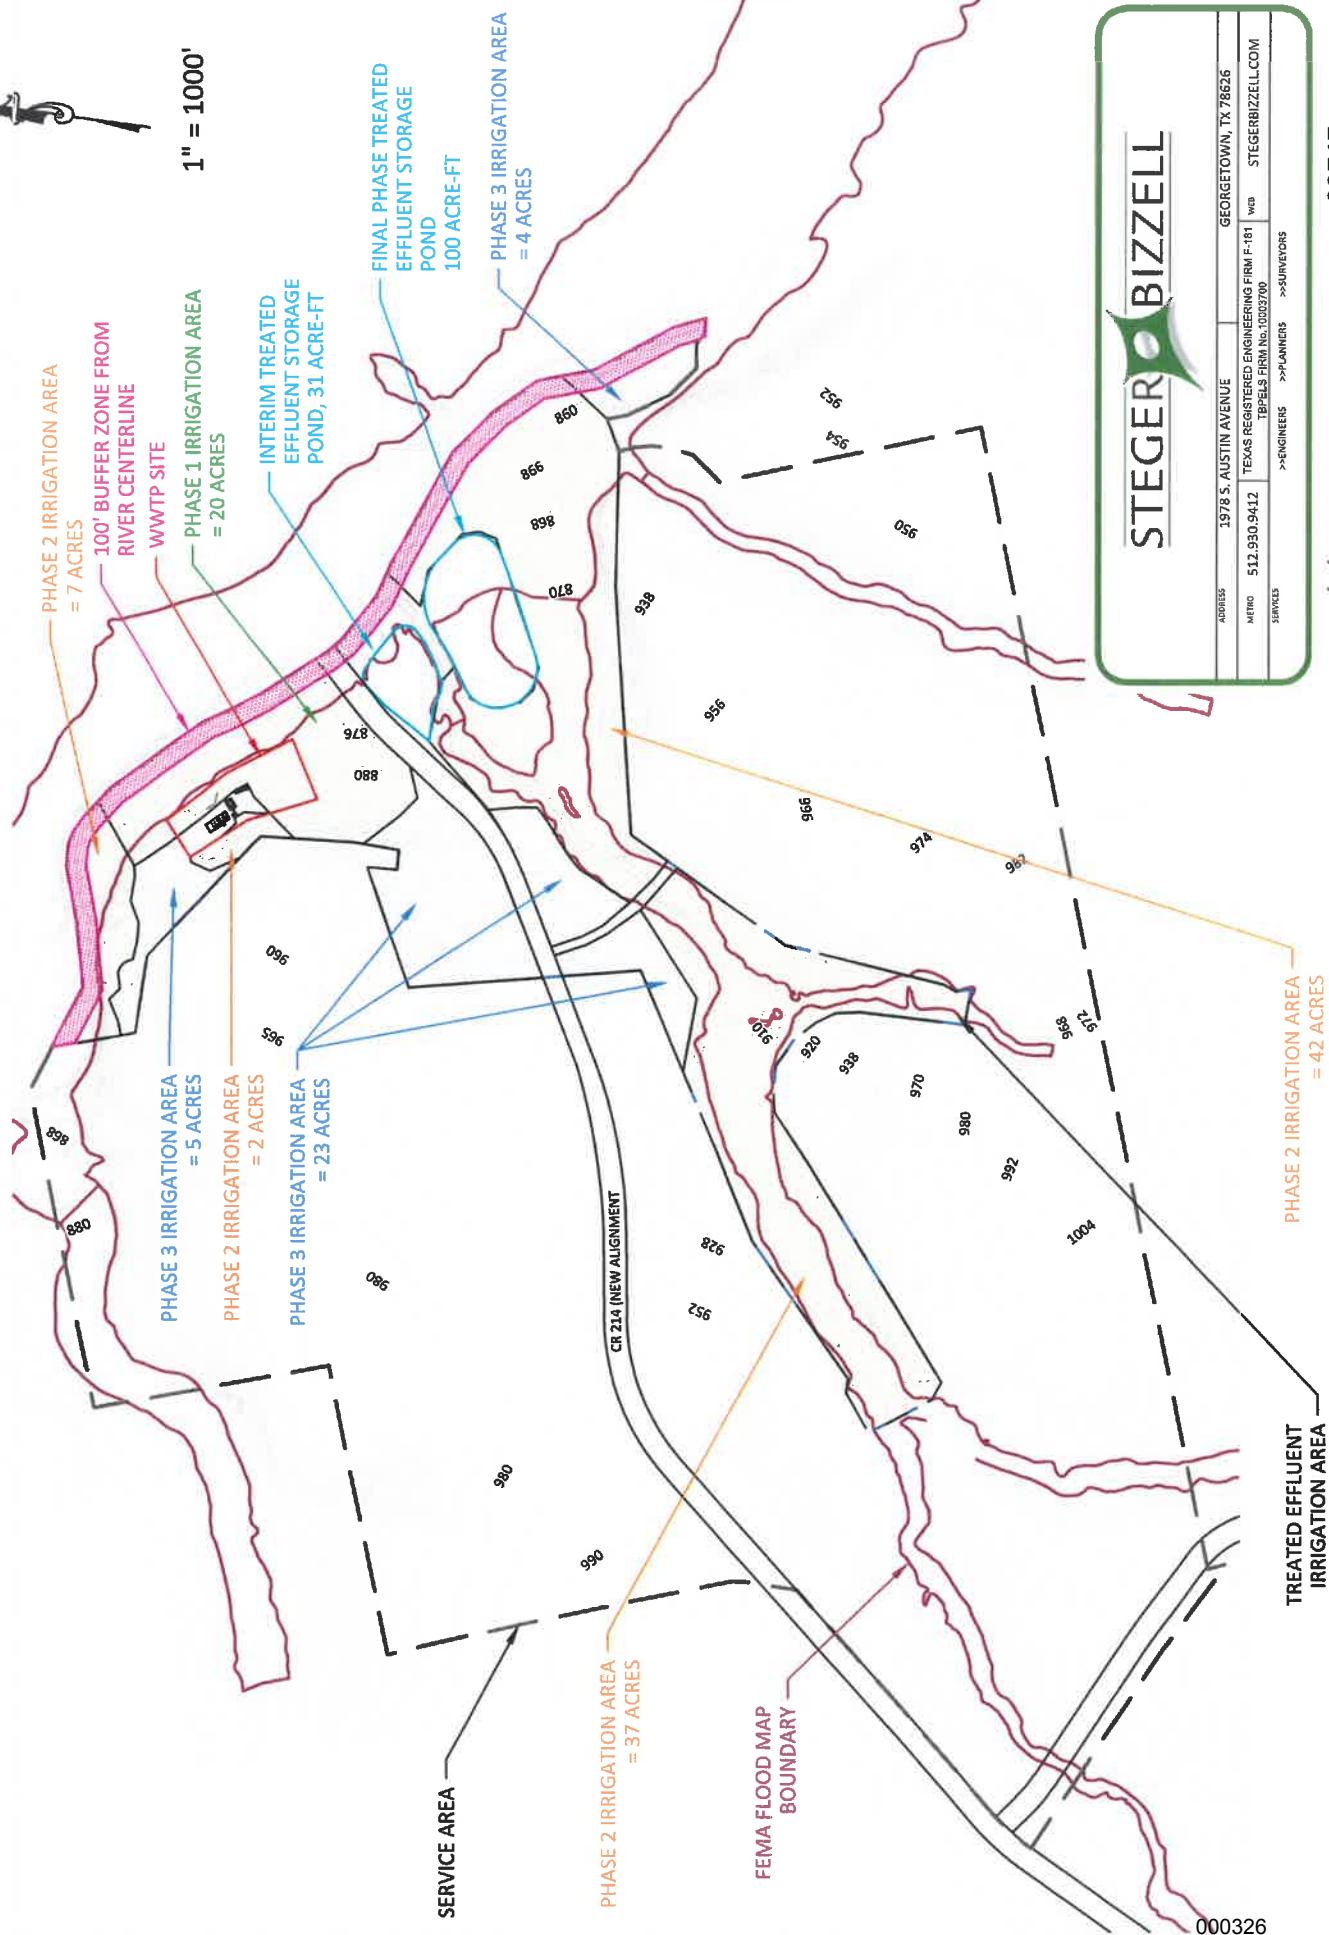 1" = 1000'
PHASE 2 IRRIGATION AREA
= 7 ACRES
100' BUFFER ZONE FROM
RIVER CENTERLINE
WWTP SITE
PHASE 1 IRRIGATION AREA
= 20 ACRES
INTERIM TREATED
EFFLUENT STORAGE
POND, 31 ACRE-FT
FINAL PHASE TREATED
EFFLUENT STORAGE
POND
100 ACRE-FT
PHASE 3 IRRIGATION AREA
= 4 ACRES
PHASE 3 IRRIGATION AREA
= 5 ACRES
PHASE 2 IRRIGATION AREA
= 2 ACRES
PHASE 3 IRRIGATION AREA
= 23 ACRES
CR 214 (NEW ALIGNMENT
SERVICE AREA
PHASE 2 IRRIGATION AREA
= 37 ACRES
FEMA FLOOD MAP
BOUNDARY
TREATED EFFLUENT
IRRIGATION AREA
PHASE 2 IRRIGATION AREA
= 42 ACRES
868
880
960
965
980
980
990
876
880
870
868
866
860
938
956
966
974
982
952
954
950
910
920
938
970
980
992
1004
968
972
928
952
STEGER BIZZELL
ADDRESS
1978 S. AUSTIN AVENUE
GEORGETOWN, TX 78626
METRO
512.930.9412
TEXAS REGISTERED ENGINEERING FIRM F-181
TBPELS FIRM No.10003700
WEB
STEGERBIZZELL.COM
SERVICES
>>ENGINEERS
>>PLANNERS
>>SURVEYORS
000326